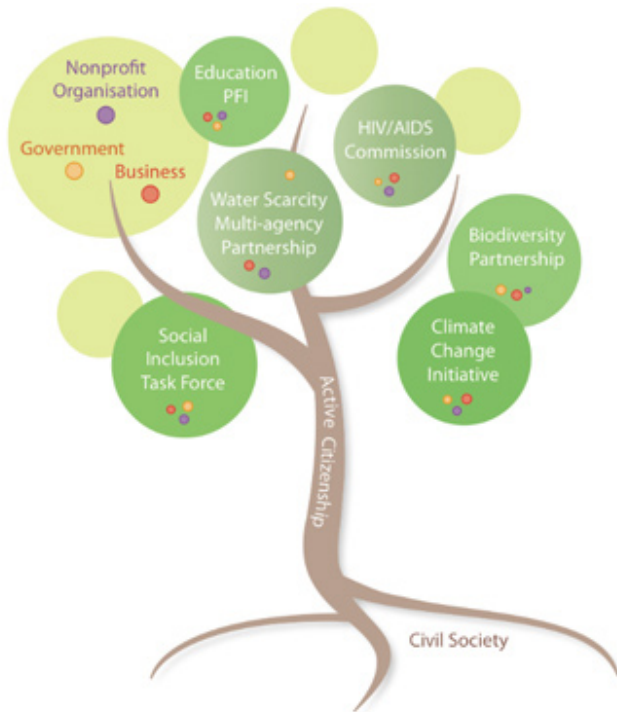 Nonprofit
Organisation
Government
Business
Education
PFI
HIV/AIDS
Commission
Water Scarcity
Multi-agency
Partnership
Biodiversity
Partnership
Social
Inclusion
Task Force
Climate
Change
Initiative
Active Citizenship
Civil Society